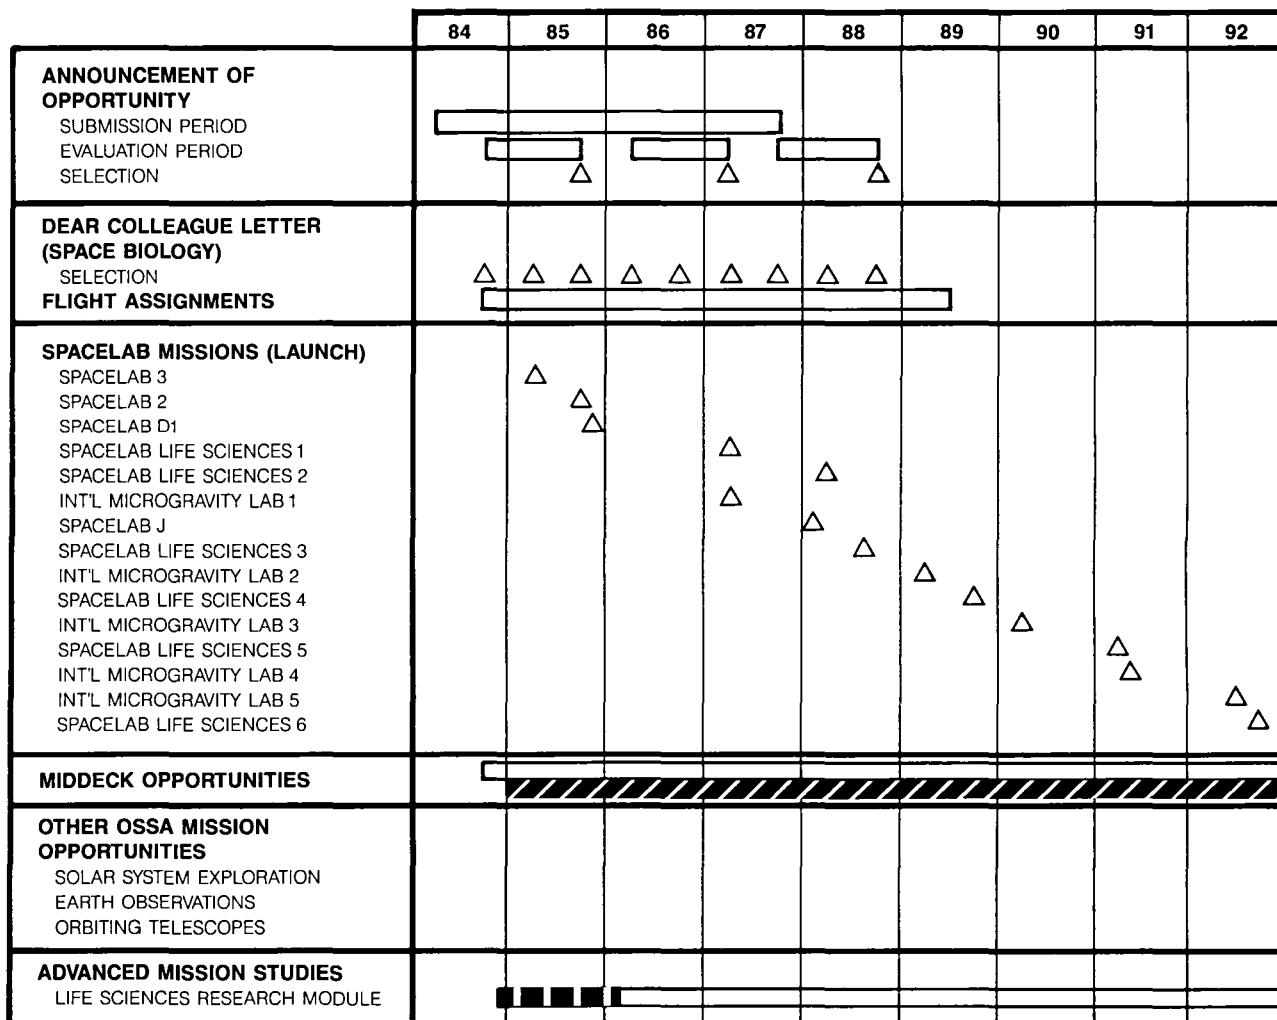 84 85 86 87 88 89 90 91 92
ANNOUNCEMENT OF
OPPORTUNITY
SUBMISSION PERIOD
EVALUATION PERIOD
SELECTION
DEAR COLLEAGUE LETTER
(SPACE BIOLOGY)
SELECTION
FLIGHT ASSIGNMENTS
SPACELAB MISSIONS (LAUNCH)
SPACELAB 3
SPACELAB 2
SPACELAB D1
SPACELAB LIFE SCIENCES 1
SPACELAB LIFE SCIENCES 2
INT'L MICROGRAVITY LAB 1
SPACELAB J
SPACELAB LIFE SCIENCES 3
INT'L MICROGRAVITY LAB 2
SPACELAB LIFE SCIENCES 4
INT'L MICROGRAVITY LAB 3
SPACELAB LIFE SCIENCES 5
INT'L MICROGRAVITY LAB 4
INT'L MICROGRAVITY LAB 5
SPACELAB LIFE SCIENCES 6
MIDDECK OPPORTUNITIES
OTHER OSSA MISSION
OPPORTUNITIES
SOLAR SYSTEM EXPLORATION
EARTH OBSERVATIONS
ORBITING TELESCOPES
ADVANCED MISSION STUDIES
LIFE SCIENCES RESEARCH MODULE